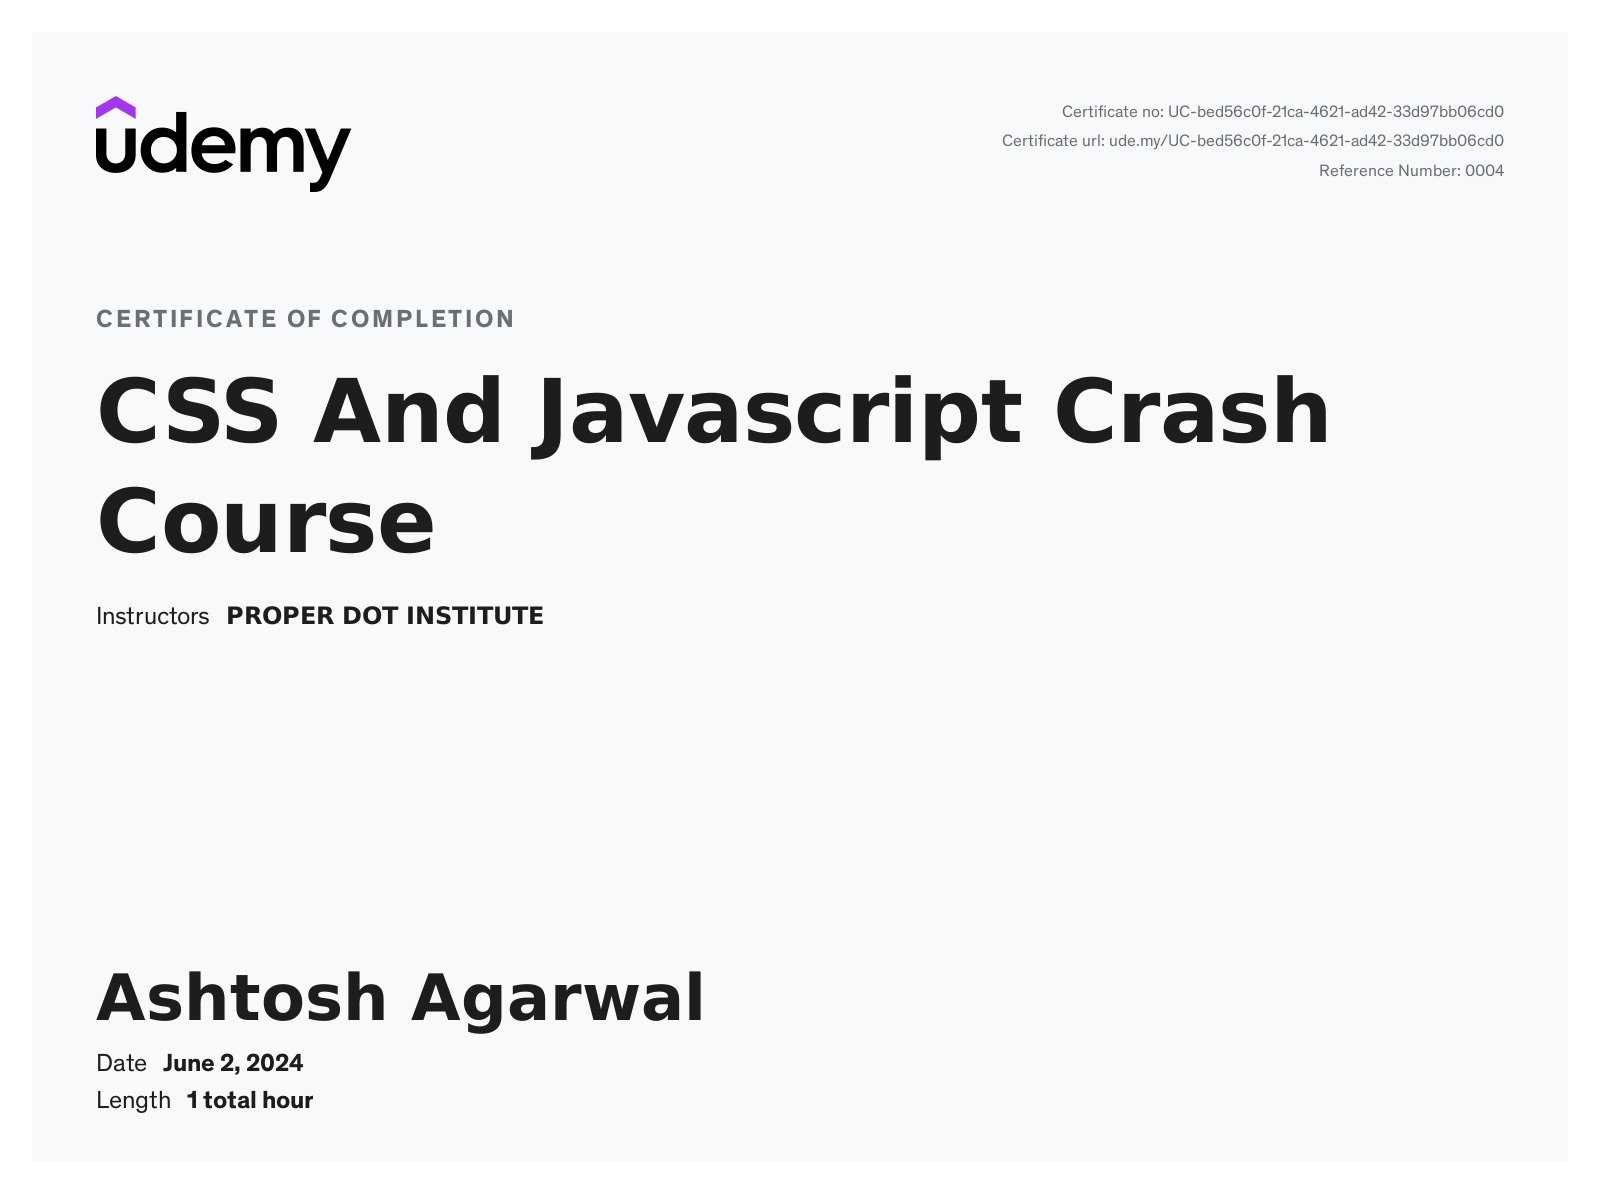 udemy
Certificate no: UC-bed56c0f-21ca-4621-ad42-33d97bb06cd0
Certificate url: ude.my/UC-bed56c0f-21ca-4621-ad42-33d97bb06cd0
Reference Number: 0004
CERTIFICATE OF COMPLETION
CSS And Javascript Crash
Course
Instructors PROPER DOT INSTITUTE
Ashtosh Agarwal
Date June 2, 2024
Length 1 total hour